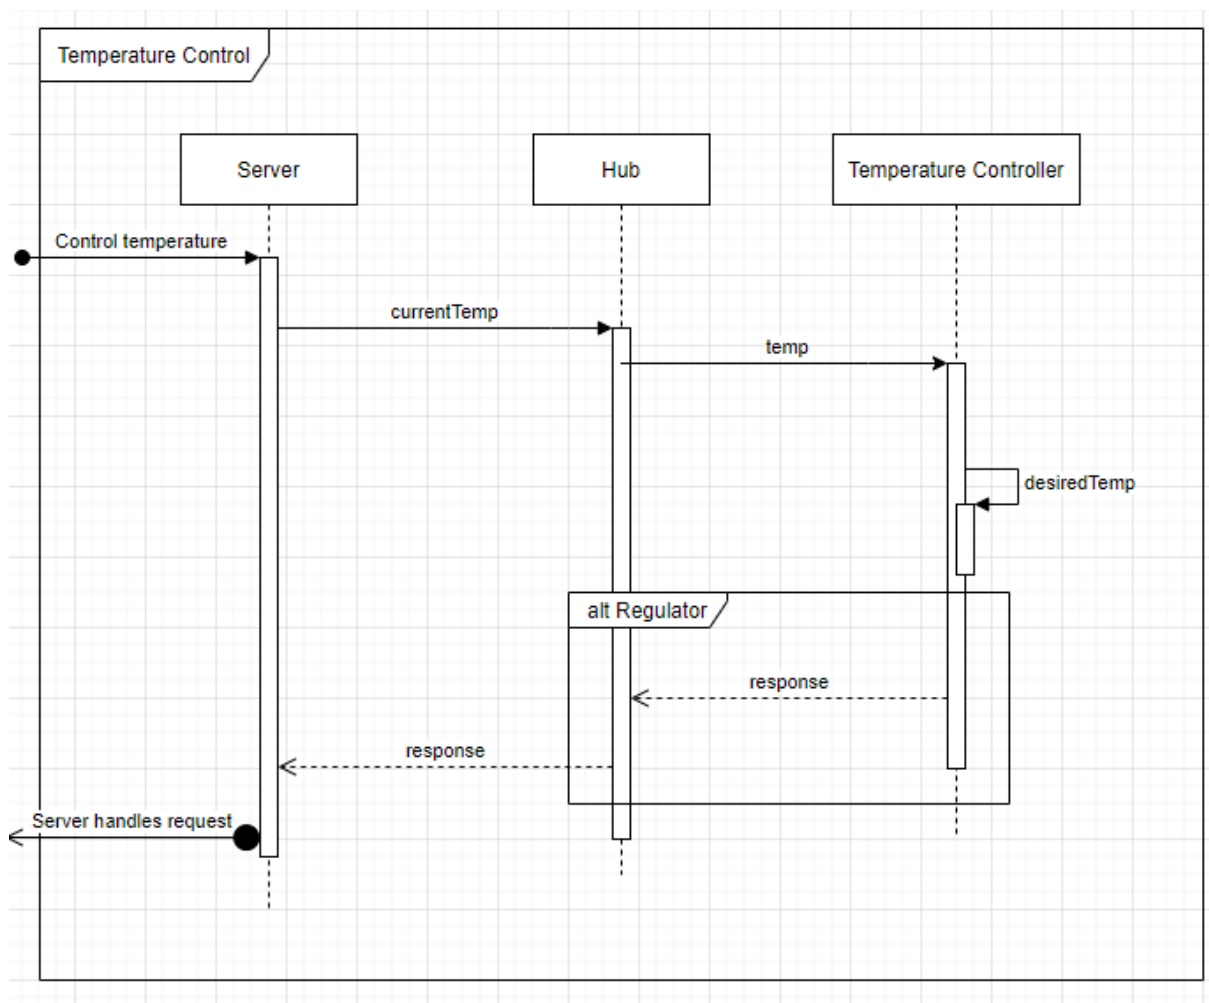 Temperature Control
Server
Hub
Temperature Controller
Control temperature
currentTemp
temp
desiredTemp
alt Regulator
response
response
Server handles request